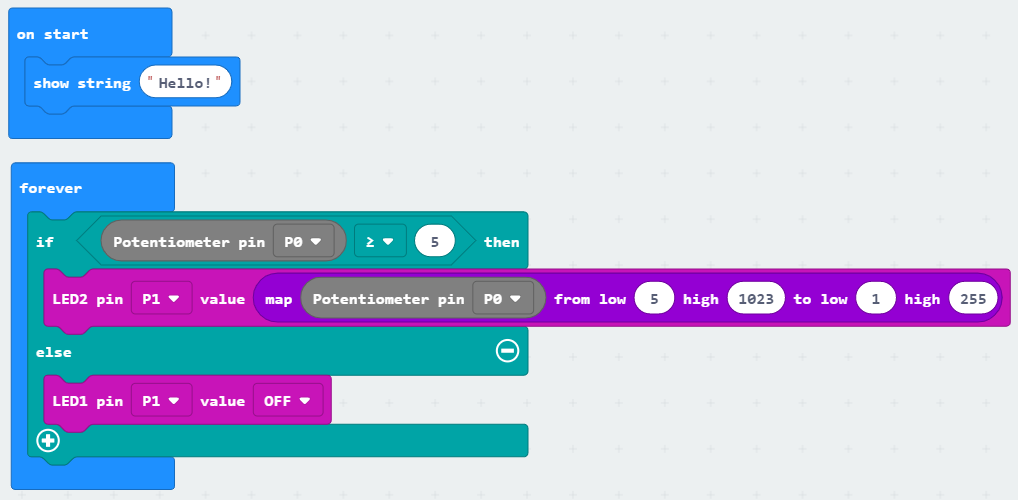 on start
show string "Hello!"
forever
if Potentiometer pin P0 ≥ 5 then
LED2 pin P1 value map Potentiometer pin P0 from low 5 high 1023 to low 1 high 255
else
LED1 pin P1 value OFF